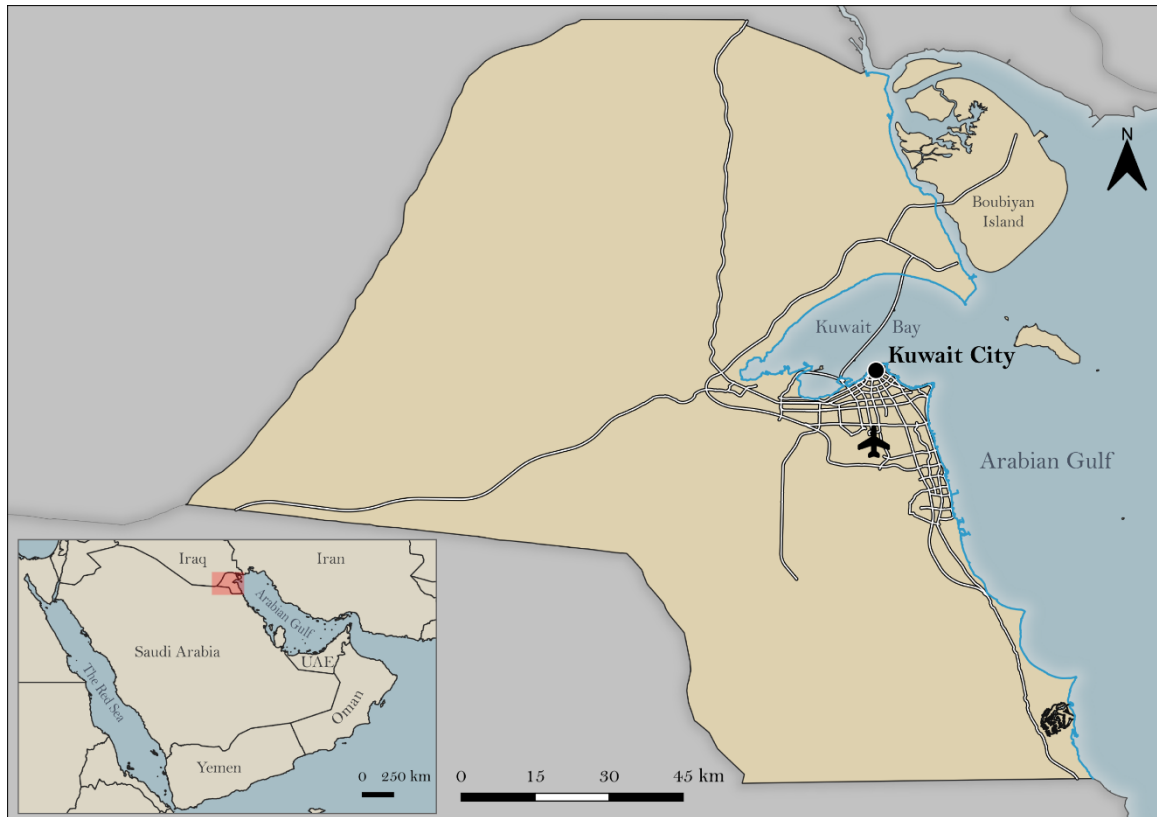 N
Boubiyan
Island
Kuwait Bay
Kuwait City
Arabian Gulf
Iraq
Iran
Arabian Gulf
Saudi Arabia
UAE
The Red Sea
Oman
Yemen
0 250 km
0 15 30 45 km